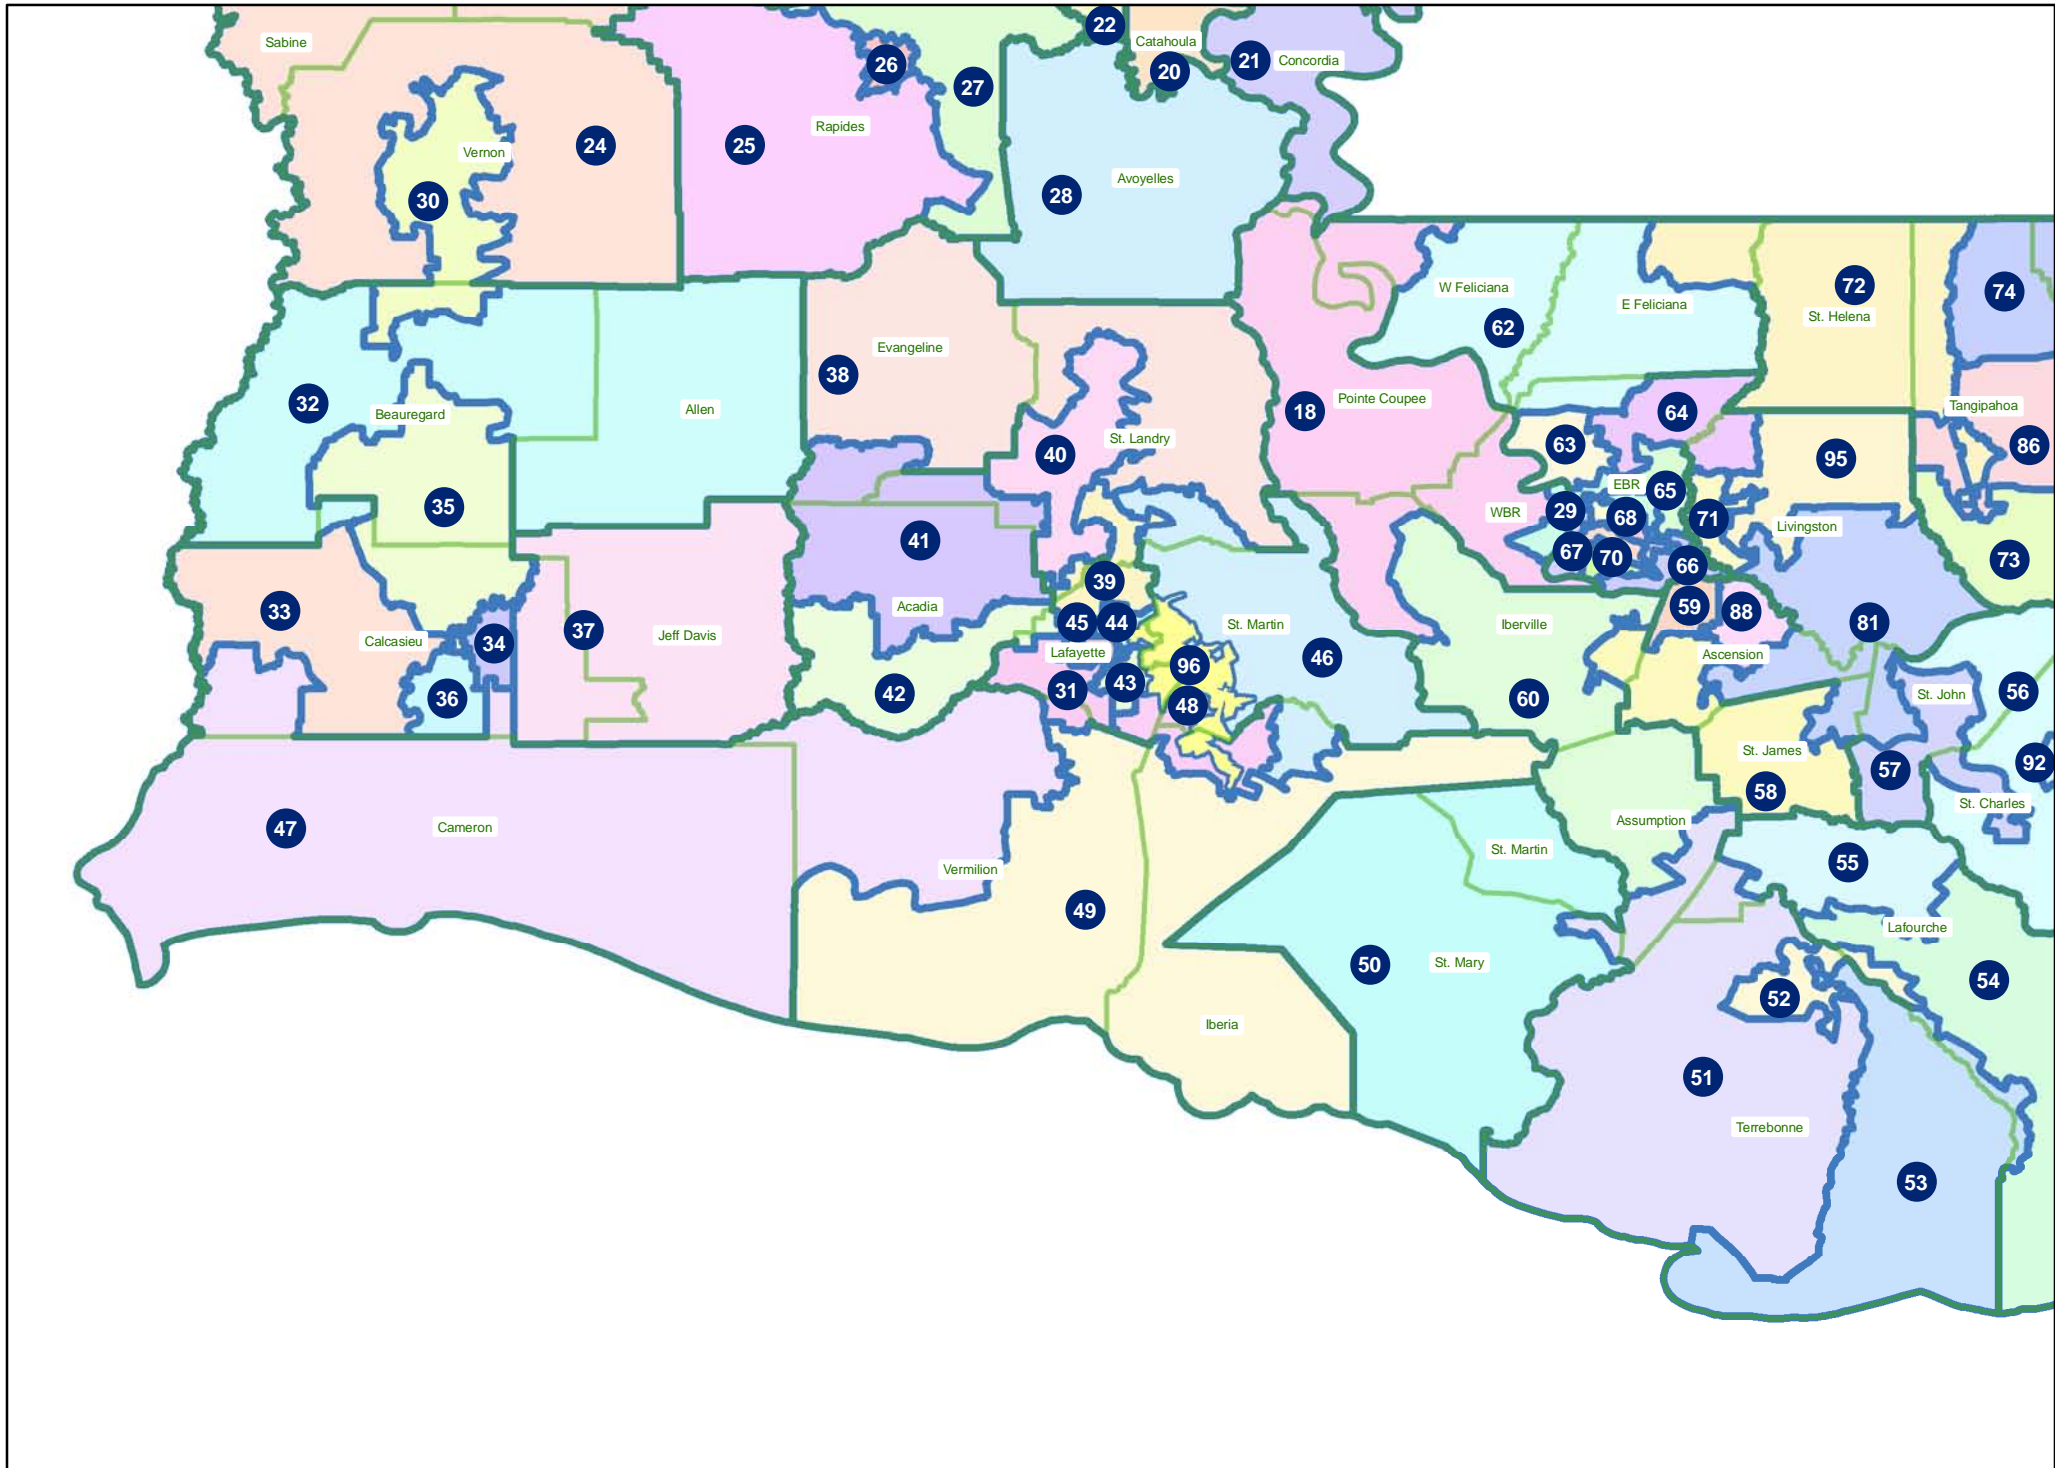 22
Sabine
Catahoula
26
20
21
Concordia
27
Rapides
24
25
Vernon
Avoyelles
28
30
W Feliciana
E Feliciana
72
74
St. Helena
62
Evangeline
38
32
Beauregard
Allen
18
Pointe Coupee
64
Tangipahoa
St. Landry
40
63
95
86
EBR
65
35
WBR
29
68
71
Livingston
41
67
70
66
73
39
33
Acadia
59
88
45
44
St. Martin
Iberville
81
37
Jeff Davis
Calcasieu
34
Lafayette
46
Ascension
96
36
42
31
43
48
60
St. John
56
St. James
92
57
58
St. Charles
47
Cameron
Assumption
St. Martin
55
Vermilion
49
Lafourche
50
St. Mary
54
52
Iberia
51
Terrebonne
53